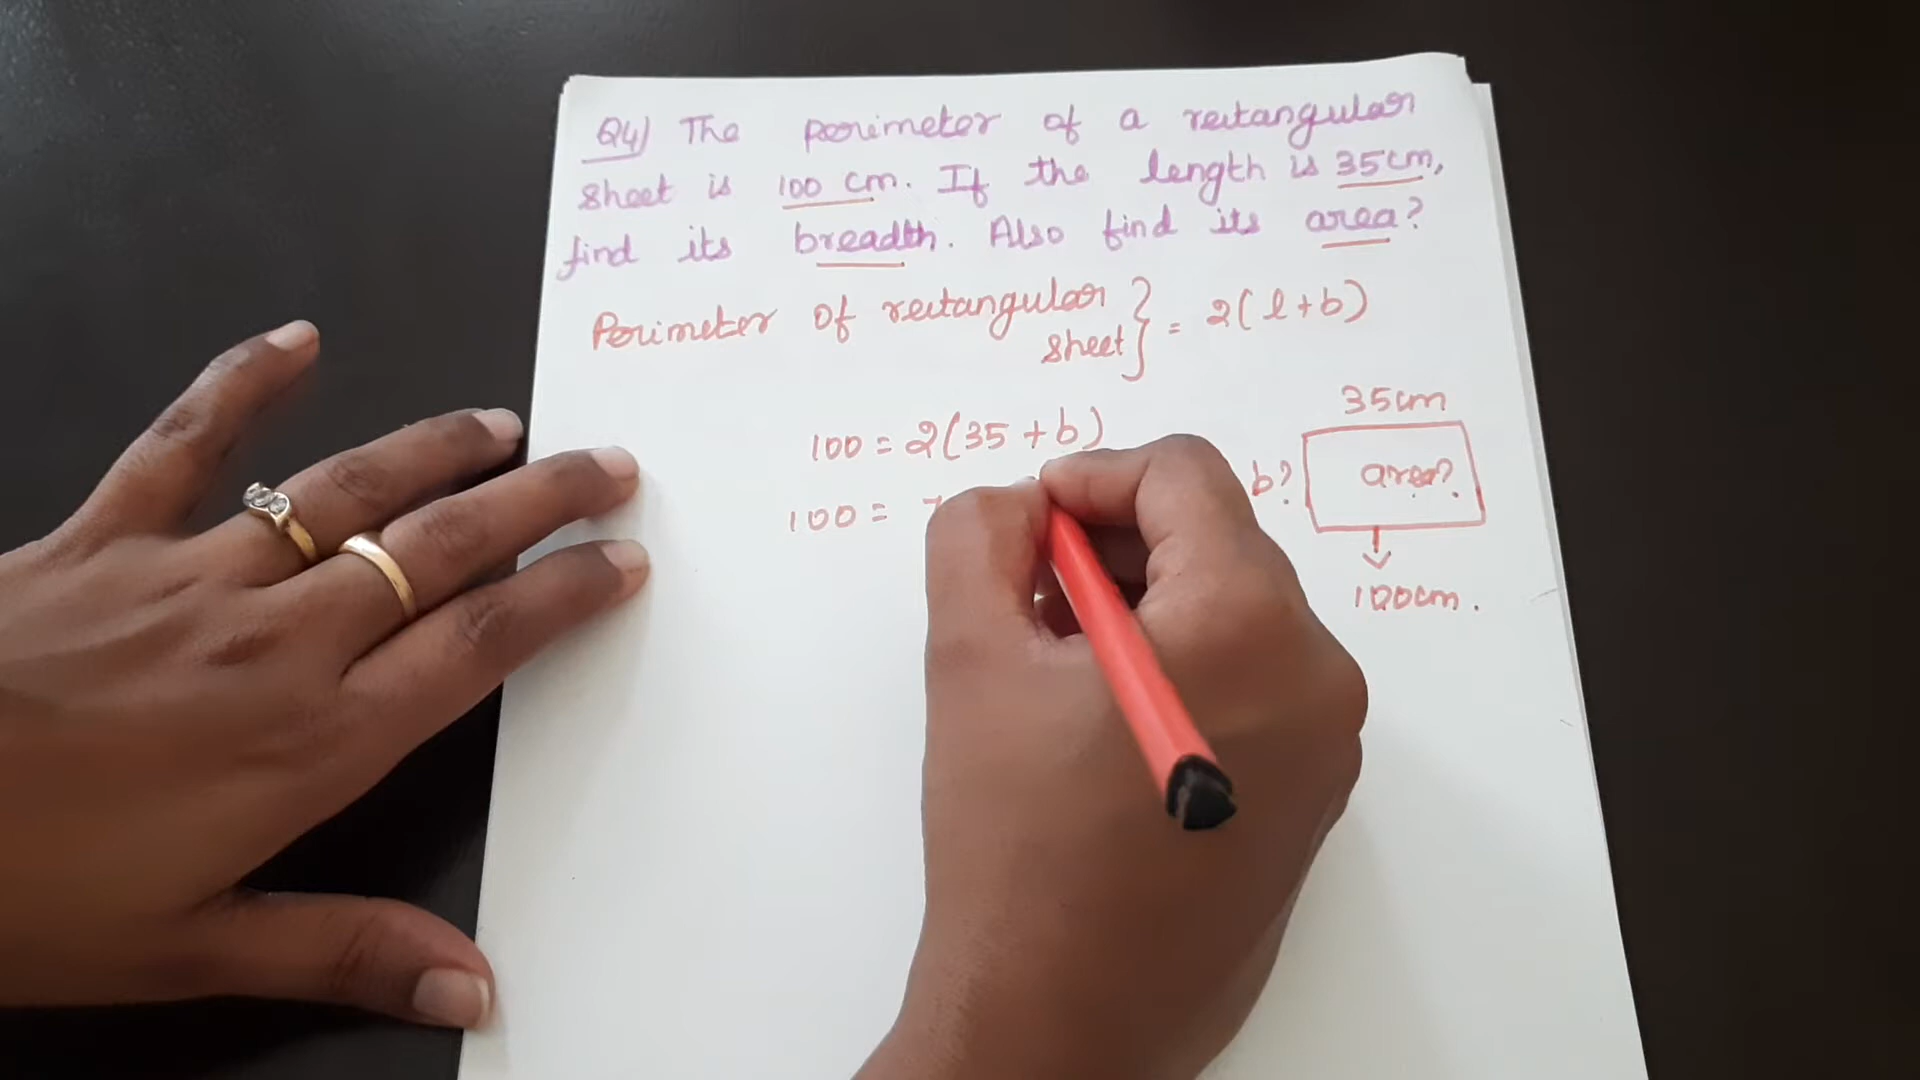 Q4) The perimeter of a rectangular
sheet is 100 cm. If the length is 35cm,
find its breadth. Also find its area?
Perimeter of rectangular
sheet } = 2(l+b)
35cm
100 = 2(35 + b)
b?
area?
100 =
100cm.